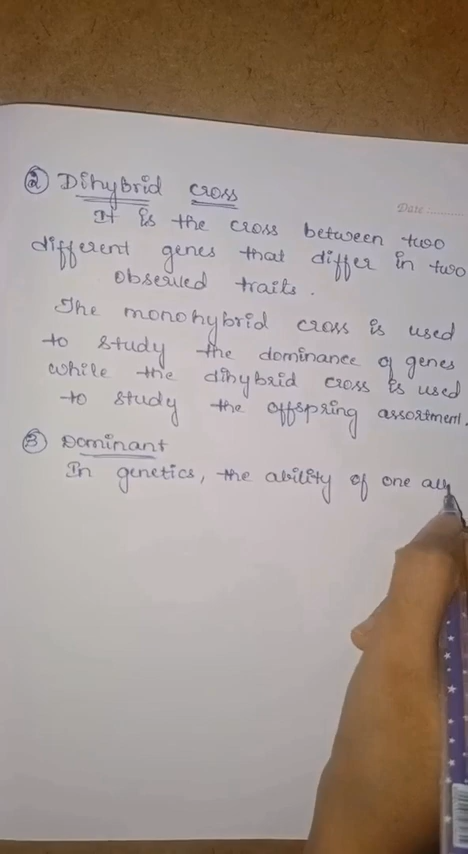 ② Dihybrid cross
Date ..........
It is the cross between two
different genes that differ in two
observed traits.
The monohybrid cross is used
to study the dominance of genes
while the dihybrid cross is used
to study the offspring assortment.
③ Dominant
In genetics, the ability of one all